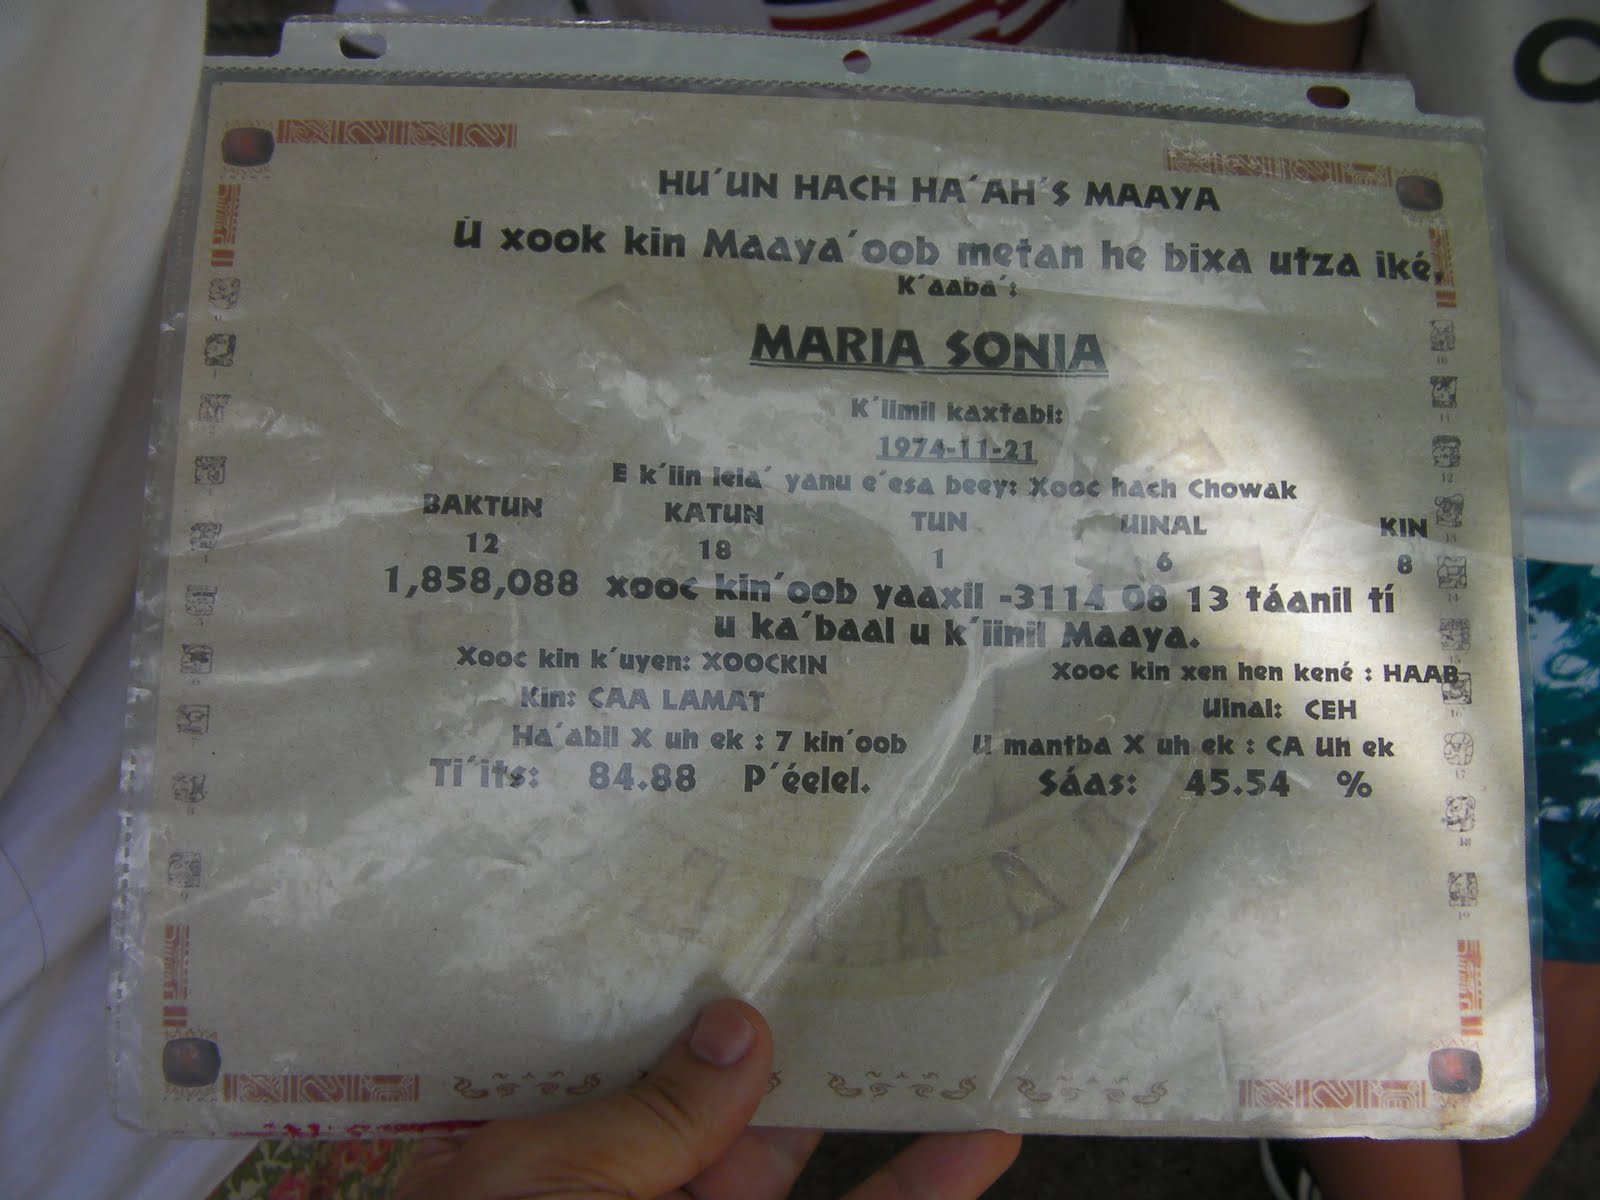 HU´UN HACH HA´AH´S MAAYA
U xook kin Maaya´oob metan he bixa utza iké.
K´aaba´:
MARIA SONIA
K´iimil kaxtabi:
1974-11-21
E k´iin lela´ yanu e´esa beey: Xooc hách Chowak
BAKTUN KATUN TUN UINAL KIN
12 18 1 6 8
1,858,088 xooc kin´oob yaaxil -3114 08 13 táanil tí
u ka´baal u k´iinil Maaya.
Xooc kin k´uyen: XOOCKIN Xooc kin xen hen kené : HAAB
Kin: CAA LAMAT Uinal: CEH
Ha´abil X uh ek : 7 kin´oob U mantba X uh ek : CA Uh ek
Ti´its: 84.88 P´éelel. Sáas: 45.54 %